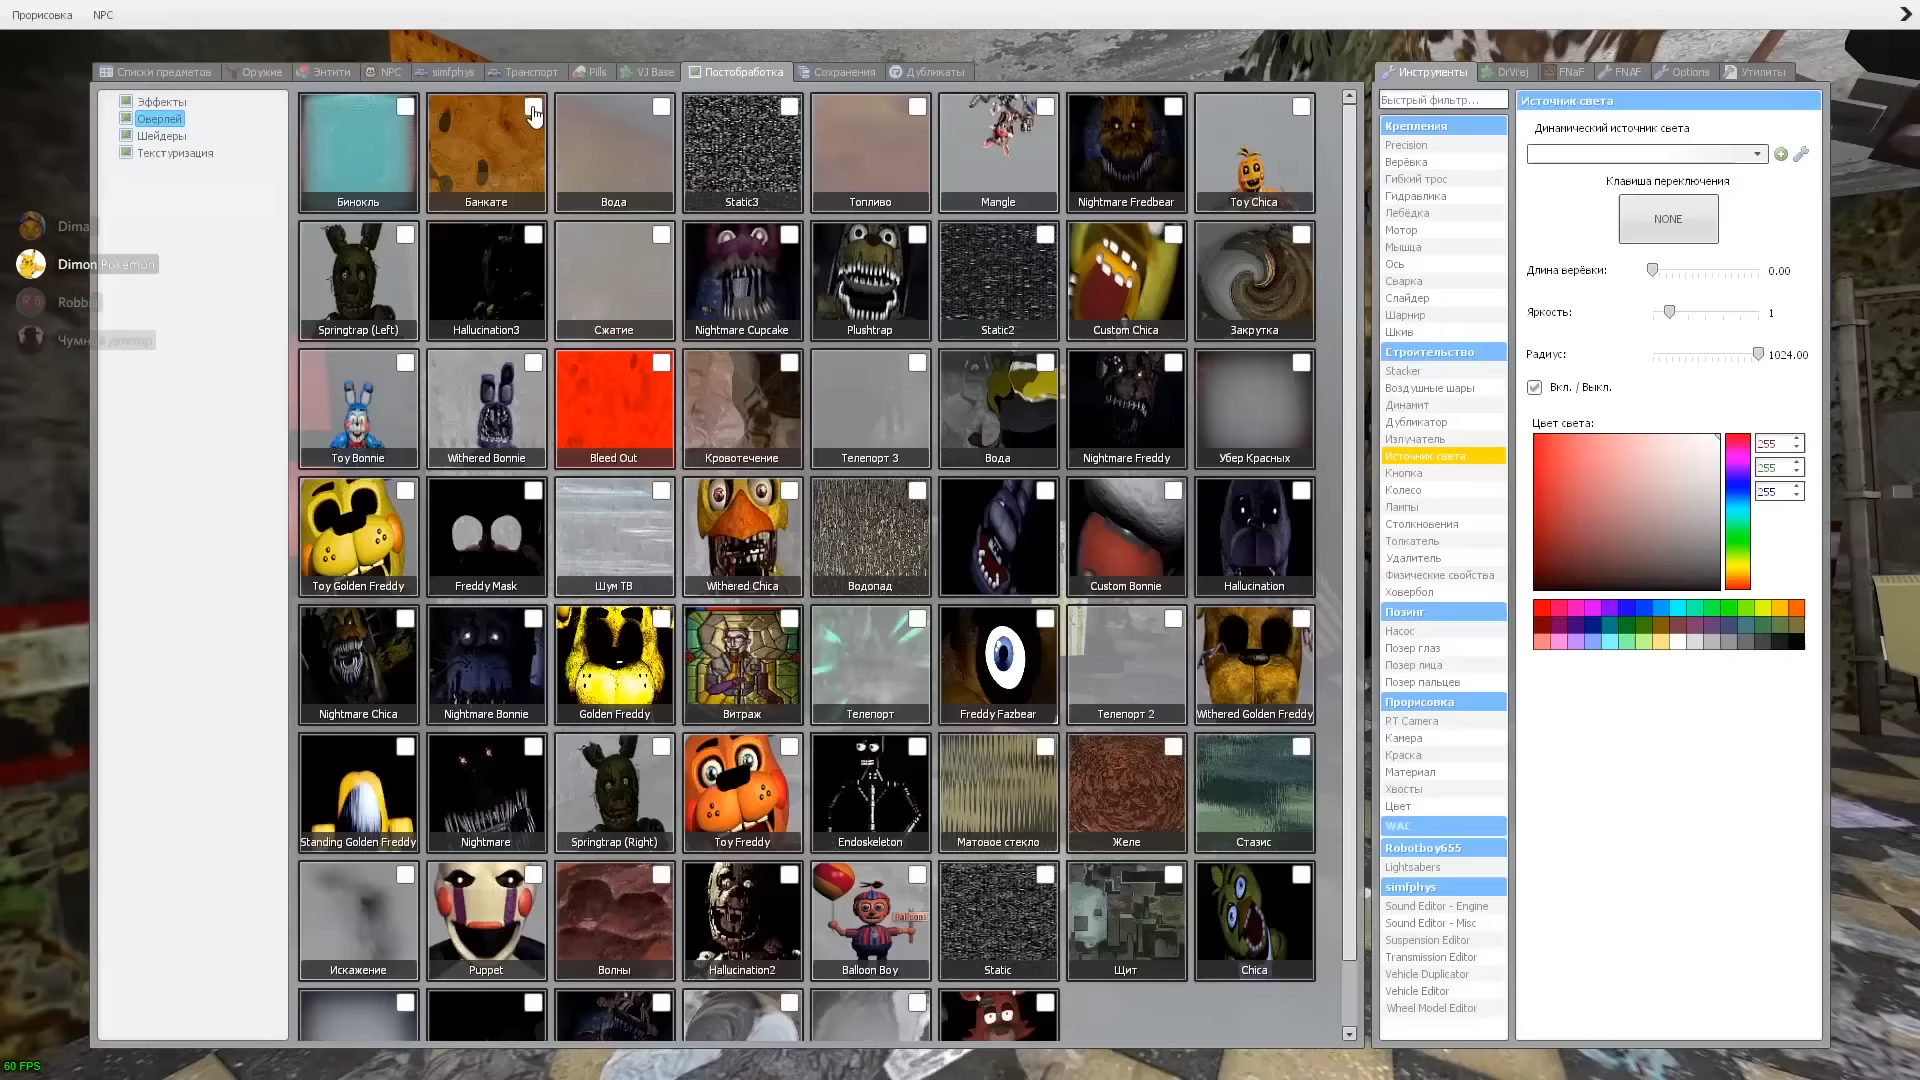 Прорисовка NPC
Списки предметов Оружие Энтити NPC simfphys Транспорт Pills VJ Base Постобработка Сохранения Дубликаты
Инструменты DrVrej FNaF FNAF Options Утилиты
Эффекты
Оверлей
Шейдеры
Текстуризация
Dima
Dimon Pokemon
Robbi
Чумной доктор
Бинокль Банкате Вода Static3 Топливо Mangle Nightmare Fredbear Toy Chica
Springtrap (Left) Hallucination3 Сжатие Nightmare Cupcake Plushtrap Static2 Custom Chica Закрутка
Toy Bonnie Withered Bonnie Bleed Out Кровотечение Телепорт 3 Вода Nightmare Freddy Убер Красных
Toy Golden Freddy Freddy Mask Шум ТВ Withered Chica Водопад Custom Bonnie Hallucination
Nightmare Chica Nightmare Bonnie Golden Freddy Витраж Телепорт Freddy Fazbear Телепорт 2 Withered Golden Freddy
Standing Golden Freddy Nightmare Springtrap (Right) Toy Freddy Endoskeleton Матовое стекло Желе Стазис
Balloons
Искажение Puppet Волны Hallucination2 Balloon Boy Static Щит Chica
Быстрый фильтр...
Крепления
Precision
Верёвка
Гибкий трос
Гидравлика
Лебёдка
Мотор
Мышца
Ось
Сварка
Слайдер
Шарнир
Шкив
Строительство
Stacker
Воздушные шары
Динамит
Дубликатор
Излучатель
Источник света
Кнопка
Колесо
Лампы
Столкновения
Толкатель
Удалитель
Физические свойства
Ховербол
Позинг
Насос
Позер глаз
Позер лица
Позер пальцев
Прорисовка
RT Camera
Камера
Краска
Материал
Хвосты
Цвет
WAC
Robotboy655
Lightsabers
simfphys
Sound Editor - Engine
Sound Editor - Misc
Suspension Editor
Transmission Editor
Vehicle Duplicator
Vehicle Editor
Wheel Model Editor
Источник света
Динамический источник света
Клавиша переключения
NONE
Длина верёвки: 0.00
Яркость: 1
Радиус: 1024.00
Вкл. / Выкл.
Цвет света:
255
255
255
60 FPS